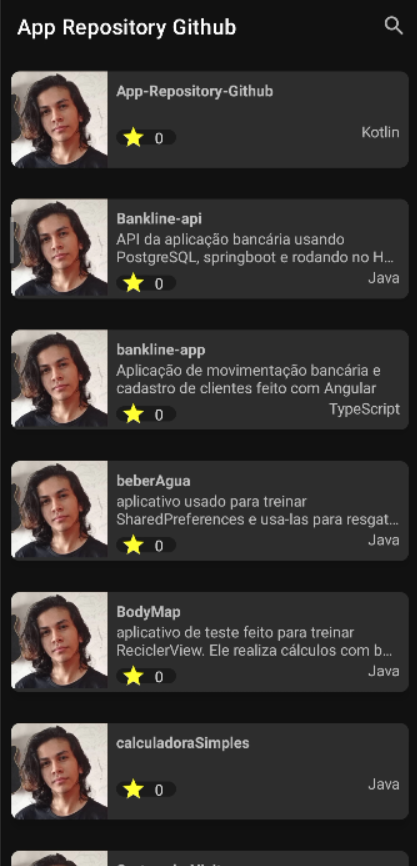 App Repository Github
App-Repository-Github
0
Kotlin
Bankline-api
API da aplicação bancária usando
PostgreSQL, springboot e rodando no H...
0
Java
bankline-app
Aplicação de movimentação bancária e
cadastro de clientes feito com Angular
0
TypeScript
beberAgua
aplicativo usado para treinar
SharedPreferences e usa-las para resgat...
0
Java
BodyMap
aplicativo de teste feito para treinar
ReciclerView. Ele realiza cálculos com b...
0
Java
calculadoraSimples
0
Java